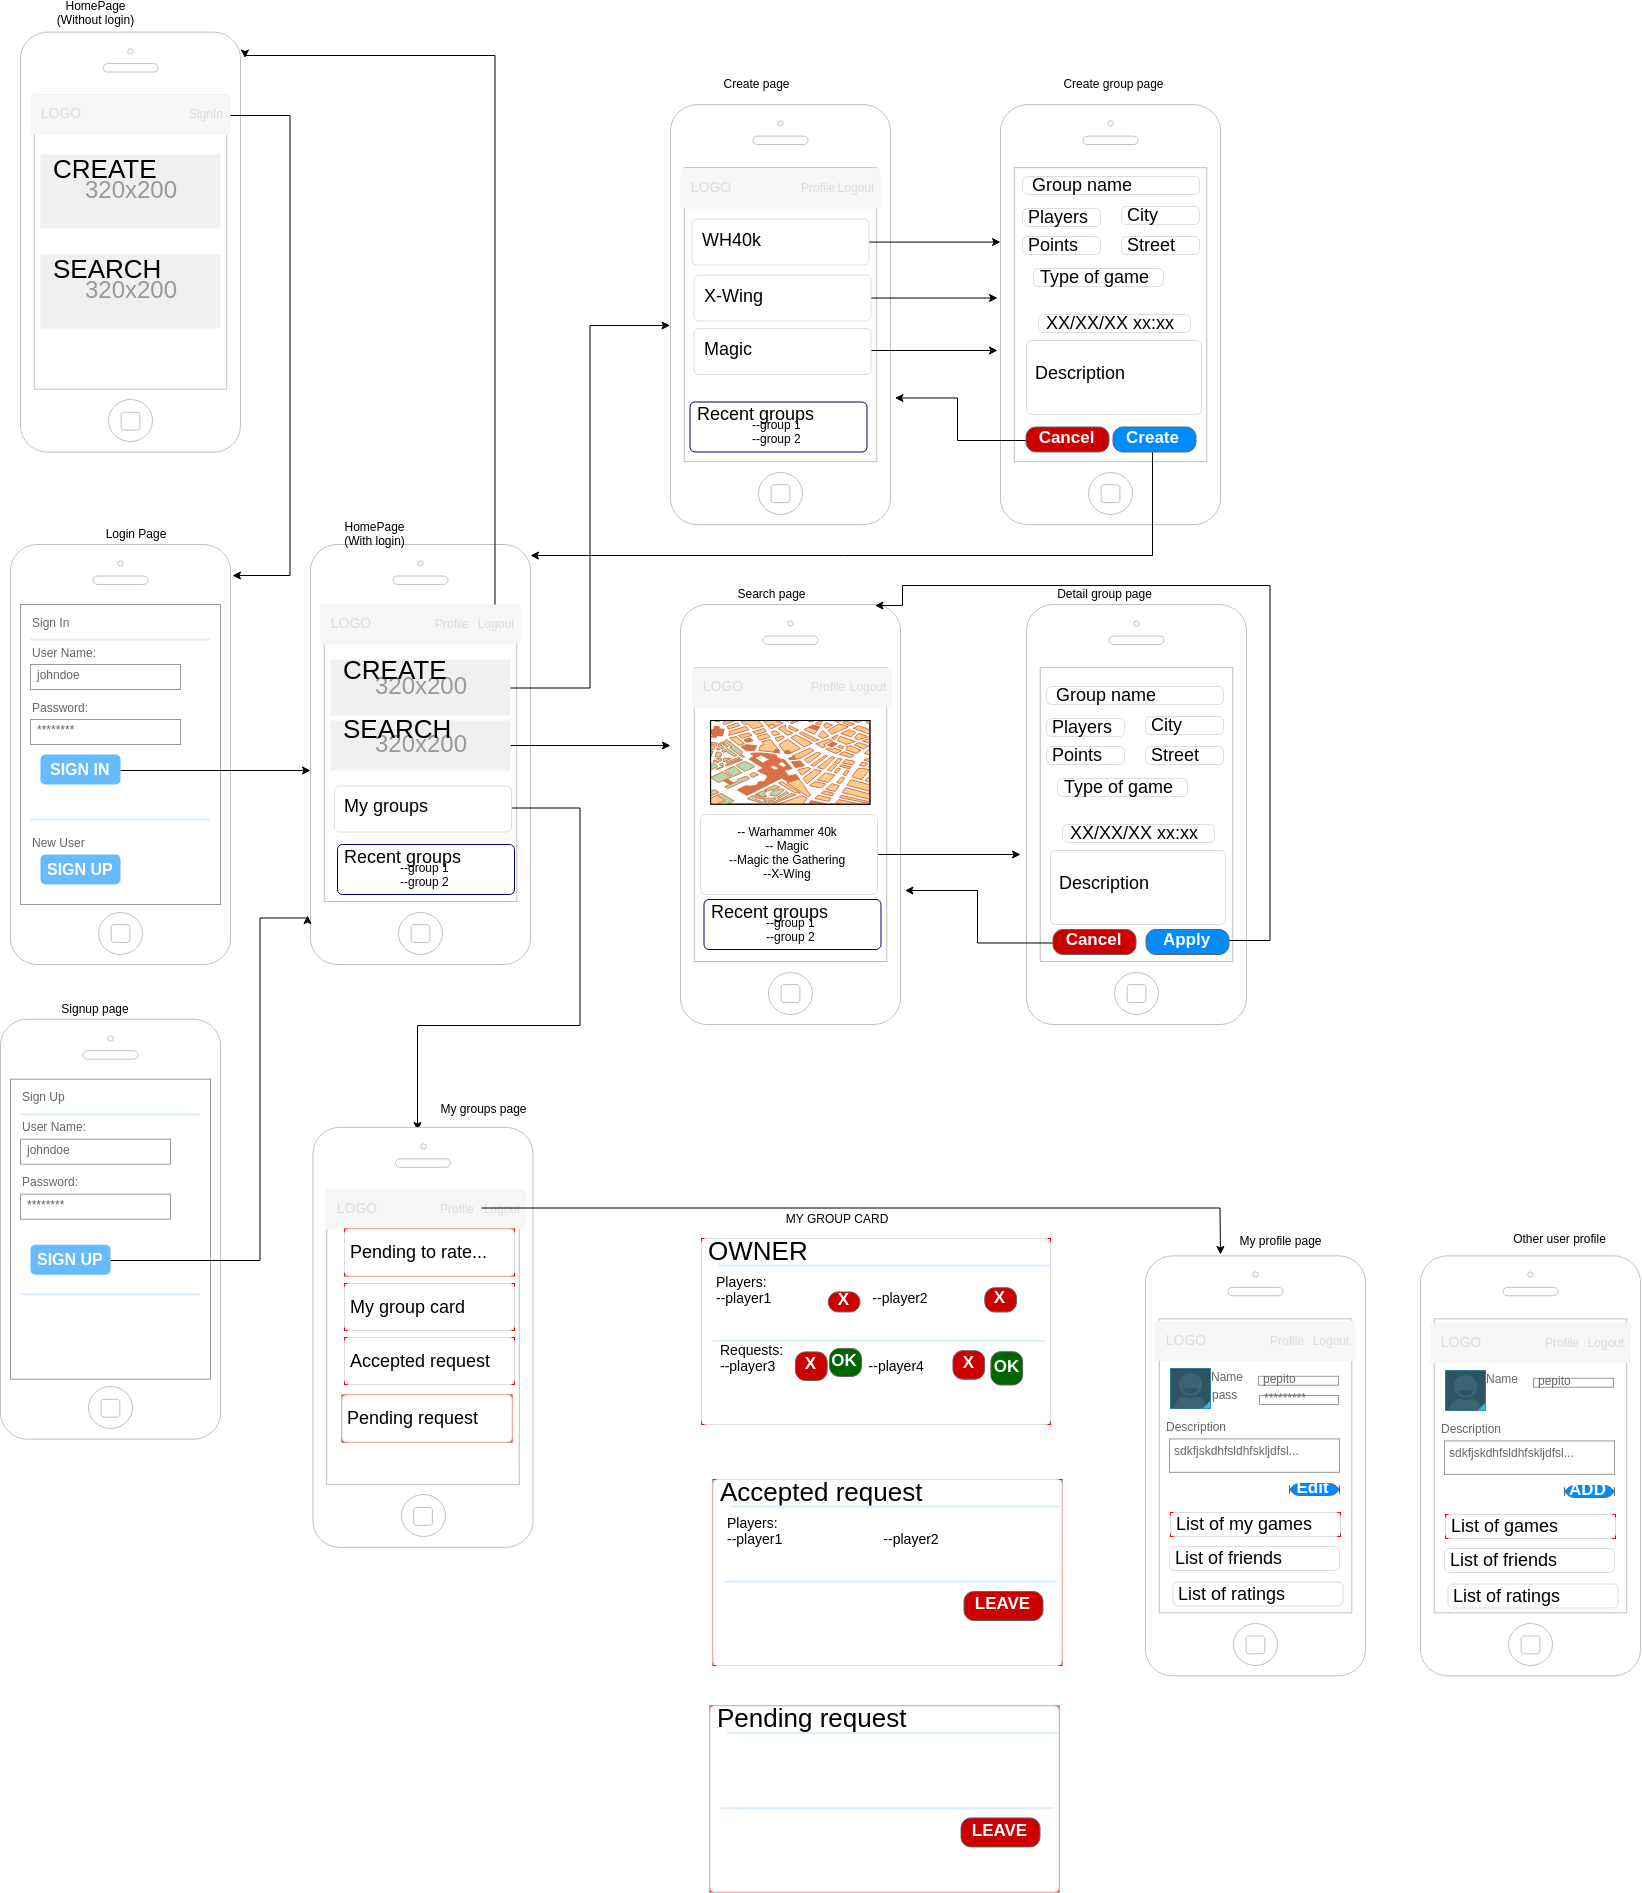 HomePage
(Without login)
LOGO
SignIn
CREATE
320x200
SEARCH
320x200
Create page
LOGO
Profile Logout
WH40k
X-Wing
Magic
Recent groups
--group 1
--group 2
Create group page
Group name
Players
City
Points
Street
Type of game
XX/XX/XX xx:xx
Description
Cancel
Create
Login Page
Sign In
User Name:
johndoe
Password:
********
SIGN IN
New User
SIGN UP
HomePage
(With login)
LOGO
Profile Logout
CREATE
320x200
SEARCH
320x200
My groups
Recent groups
--group 1
--group 2
Search page
LOGO
Profile Logout
-- Warhammer 40k
-- Magic
--Magic the Gathering
--X-Wing
Recent groups
--group 1
--group 2
Detail group page
Group name
Players
City
Points
Street
Type of game
XX/XX/XX xx:xx
Description
Cancel
Apply
Signup page
Sign Up
User Name:
johndoe
Password:
********
SIGN UP
My groups page
LOGO
Profile Logout
Pending to rate...
My group card
Accepted request
Pending request
MY GROUP CARD
OWNER
Players:
--player1
X
--player2
X
Requests:
--player3
X
OK
--player4
X
OK
Accepted request
Players:
--player1
--player2
LEAVE
Pending request
LEAVE
My profile page
LOGO
Profile Logout
Name
pepito
pass
*********
Description
sdkfjskdhfsldhfskljdfsl...
Edit
List of my games
List of friends
List of ratings
Other user profile
LOGO
Profile Logout
Name
pepito
Description
sdkfjskdhfsldhfskljdfsl...
ADD
List of games
List of friends
List of ratings